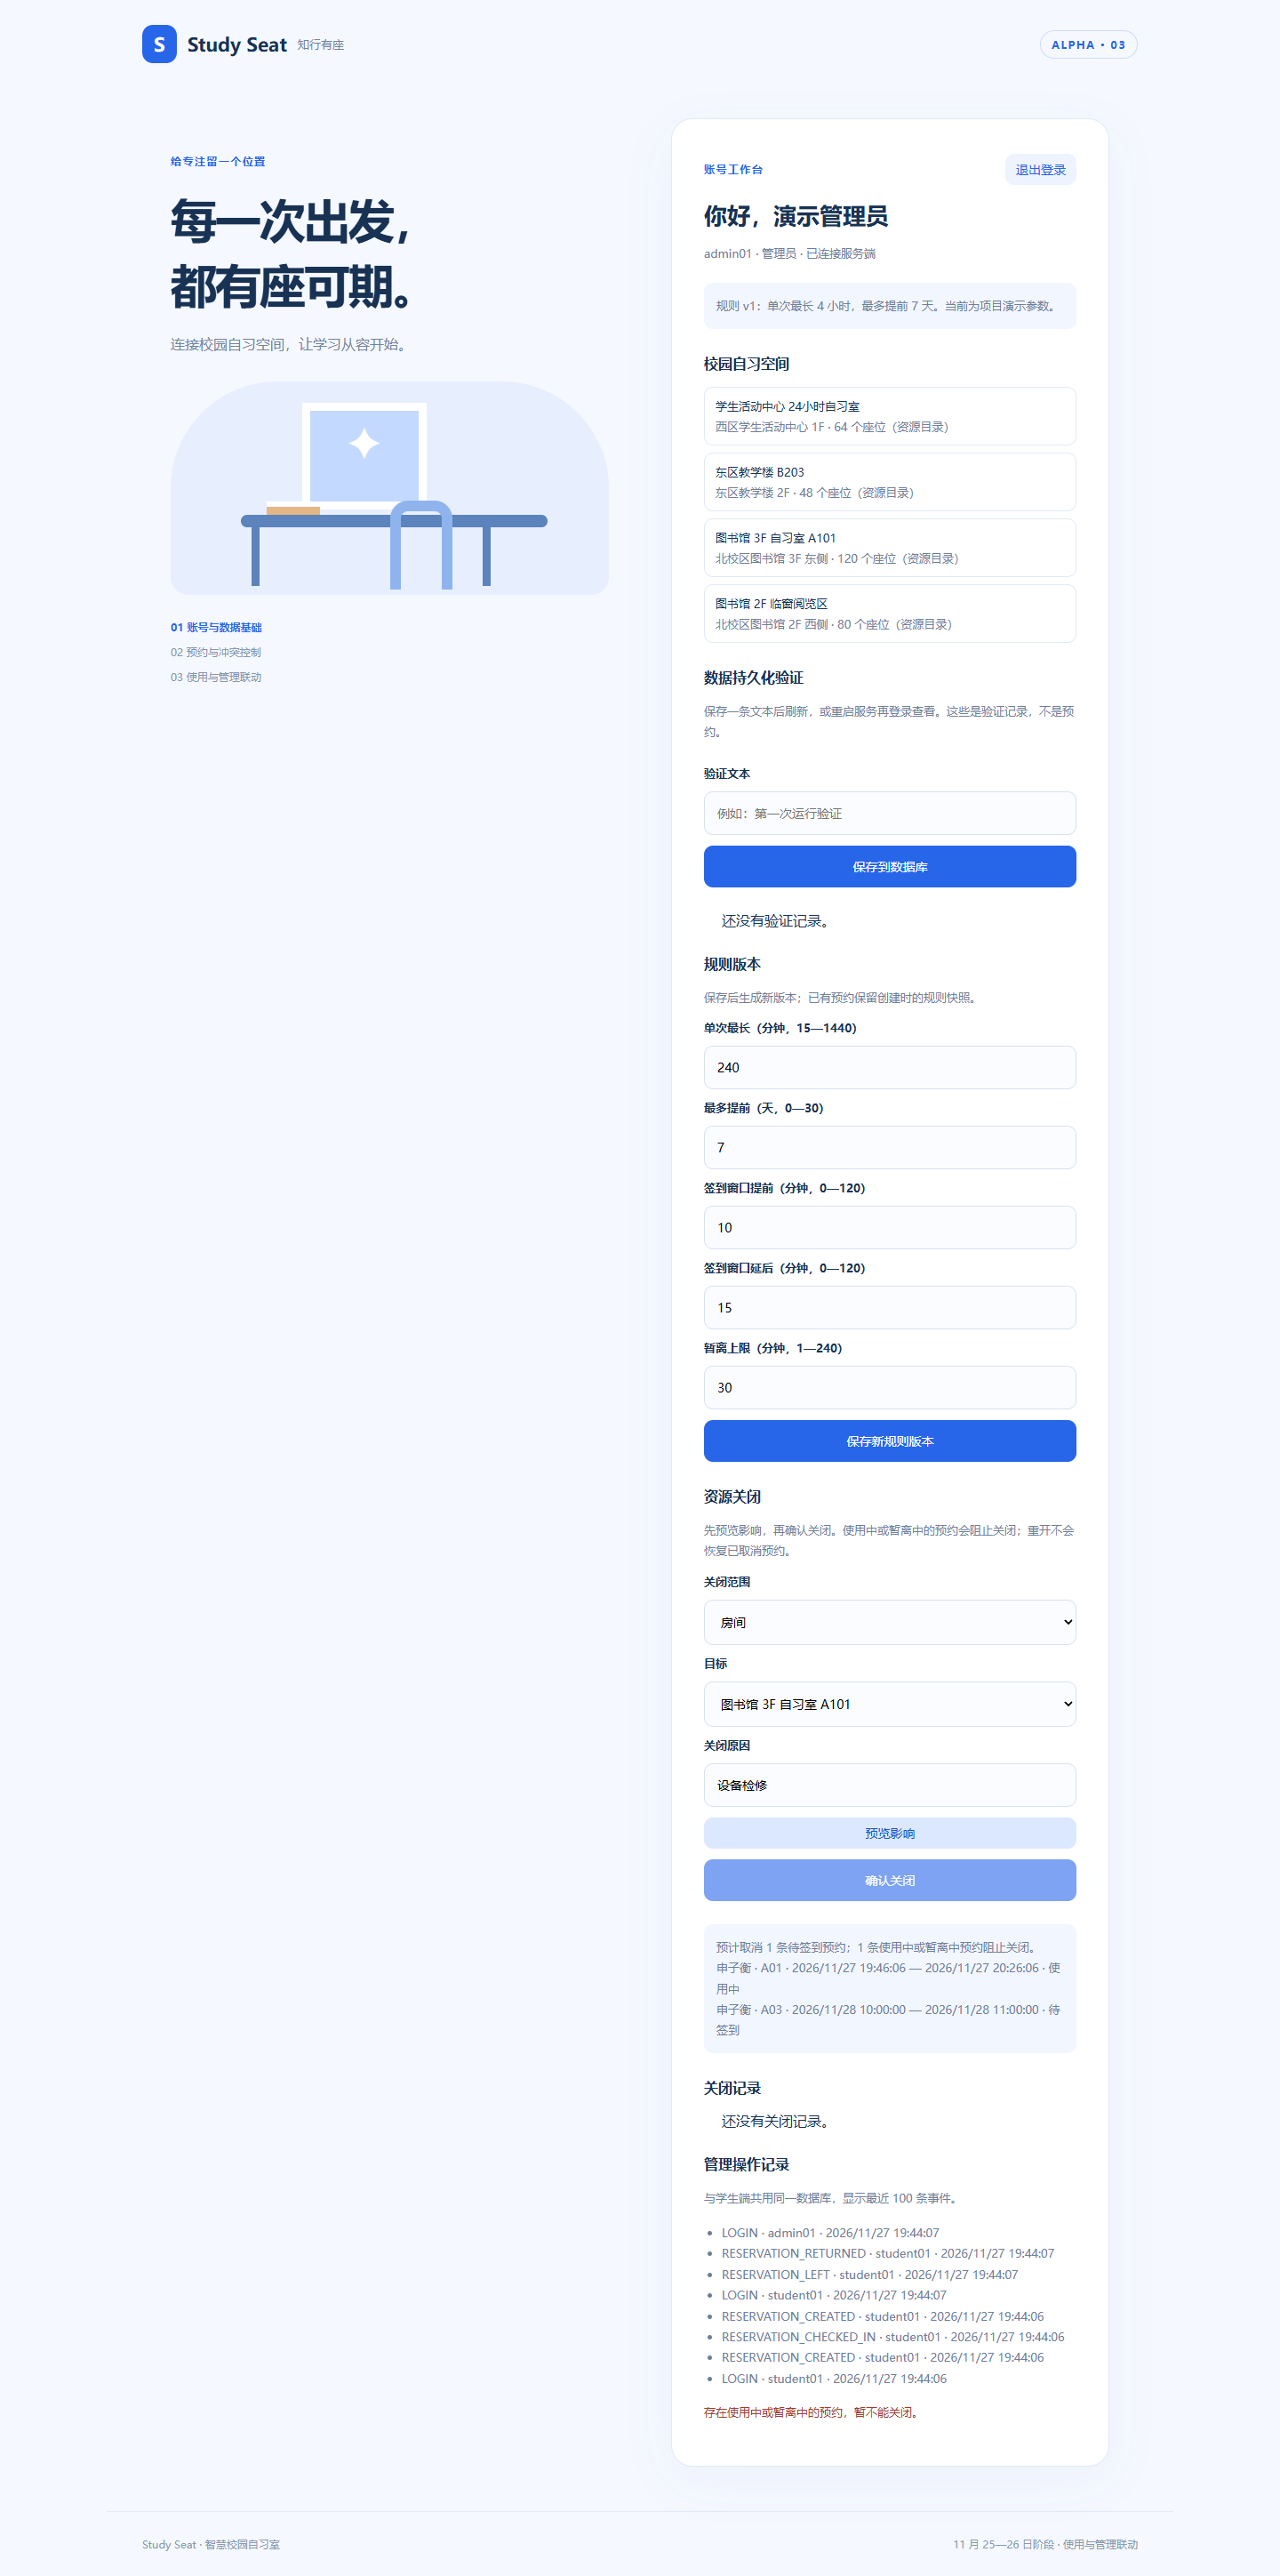 S Study Seat 知行有座
ALPHA • 03
给专注留一个位置
每一次出发，
都有座可期。
连接校园自习空间，让学习从容开始。
01 账号与数据基础
02 预约与冲突控制
03 使用与管理联动
账号工作台
退出登录
你好，演示管理员
admin01 · 管理员 · 已连接服务端
规则 v1：单次最长 4 小时，最多提前 7 天。当前为项目演示参数。
校园自习空间
学生活动中心 24小时自习室
西区学生活动中心 1F · 64 个座位（资源目录）
东区教学楼 B203
东区教学楼 2F · 48 个座位（资源目录）
图书馆 3F 自习室 A101
北校区图书馆 3F 东侧 · 120 个座位（资源目录）
图书馆 2F 临窗阅览区
北校区图书馆 2F 西侧 · 80 个座位（资源目录）
数据持久化验证
保存一条文本后刷新，或重启服务再登录查看。这些是验证记录，不是预
约。
验证文本
例如：第一次运行验证
保存到数据库
还没有验证记录。
规则版本
保存后生成新版本；已有预约保留创建时的规则快照。
单次最长（分钟，15—1440）
240
最多提前（天，0—30）
7
签到窗口提前（分钟，0—120）
10
签到窗口延后（分钟，0—120）
15
暂离上限（分钟，1—240）
30
保存新规则版本
资源关闭
先预览影响，再确认关闭。使用中或暂离中的预约会阻止关闭；重开不会
恢复已取消预约。
关闭范围
房间
目标
图书馆 3F 自习室 A101
关闭原因
设备检修
预览影响
确认关闭
预计取消 1 条待签到预约；1 条使用中或暂离中预约阻止关闭。
申子衡 · A01 · 2026/11/27 19:46:06 — 2026/11/27 20:26:06 · 使
用中
申子衡 · A03 · 2026/11/28 10:00:00 — 2026/11/28 11:00:00 · 待
签到
关闭记录
还没有关闭记录。
管理操作记录
与学生端共用同一数据库，显示最近 100 条事件。
• LOGIN · admin01 · 2026/11/27 19:44:07
• RESERVATION_RETURNED · student01 · 2026/11/27 19:44:07
• RESERVATION_LEFT · student01 · 2026/11/27 19:44:07
• LOGIN · student01 · 2026/11/27 19:44:07
• RESERVATION_CREATED · student01 · 2026/11/27 19:44:06
• RESERVATION_CHECKED_IN · student01 · 2026/11/27 19:44:06
• RESERVATION_CREATED · student01 · 2026/11/27 19:44:06
• LOGIN · student01 · 2026/11/27 19:44:06
存在使用中或暂离中的预约，暂不能关闭。
Study Seat · 智慧校园自习室
11 月 25—26 日阶段 · 使用与管理联动